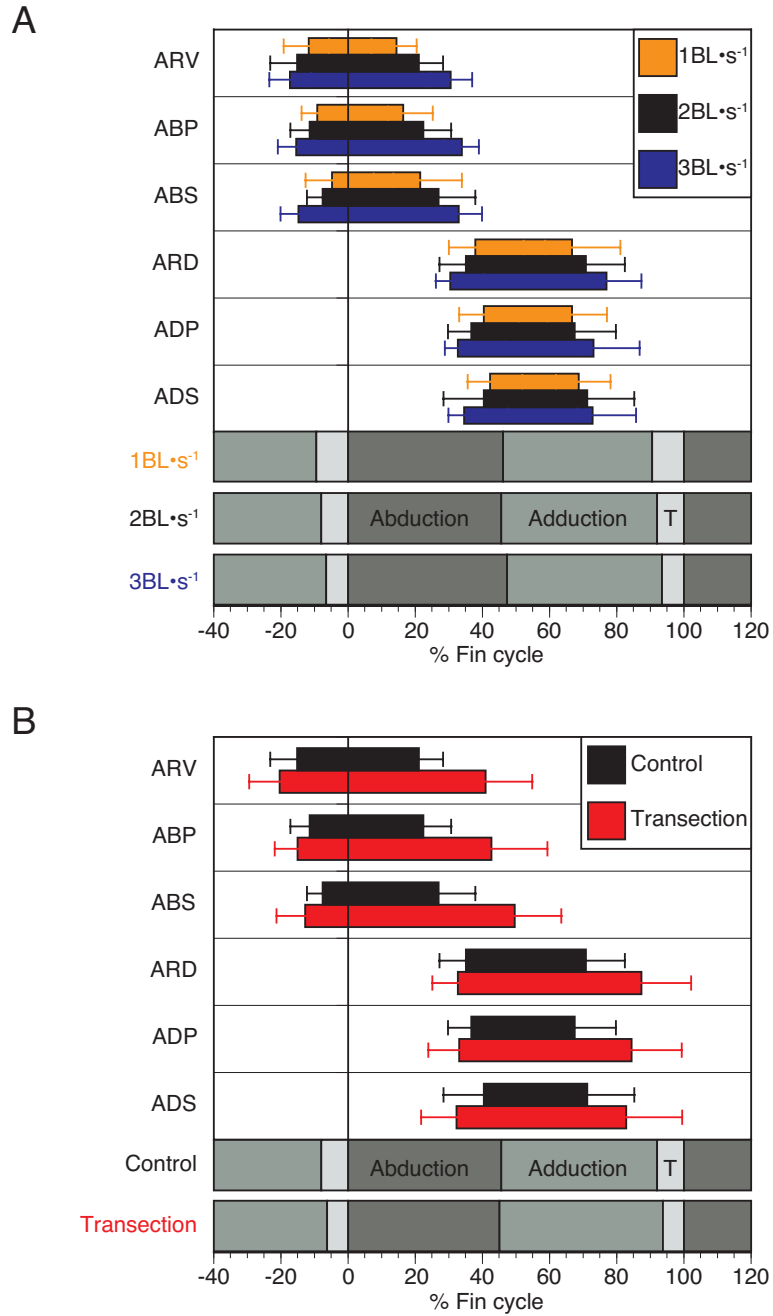 A
ARV
1BL•s⁻¹
2BL•s⁻¹
ABP
3BL•s⁻¹
ABS
ARD
ADP
ADS
1BL•s⁻¹
2BL•s⁻¹ Abduction Adduction T
3BL•s⁻¹
-40 -20 0 20 40 60 80 100 120
% Fin cycle
B
ARV Control
Transection
ABP
ABS
ARD
ADP
ADS
Control Abduction Adduction T
Transection
-40 -20 0 20 40 60 80 100 120
% Fin cycle